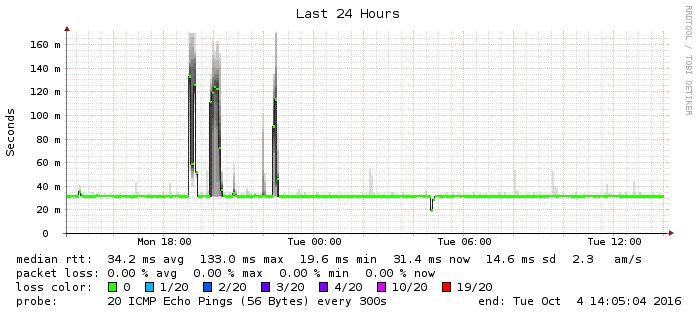 Last 24 Hours
RRDTOOL / TOBI OETIKER
Seconds
160 m
140 m
120 m
100 m
80 m
60 m
40 m
20 m
0
Mon 18:00 Tue 00:00 Tue 06:00 Tue 12:00
median rtt: 34.2 ms avg 133.0 ms max 19.6 ms min 31.4 ms now 14.6 ms sd 2.3 am/s
packet loss: 0.00 % avg 0.00 % max 0.00 % min 0.00 % now
loss color: 0 1/20 2/20 3/20 4/20 10/20 19/20
probe: 20 ICMP Echo Pings (56 Bytes) every 300s end: Tue Oct 4 14:05:04 2016